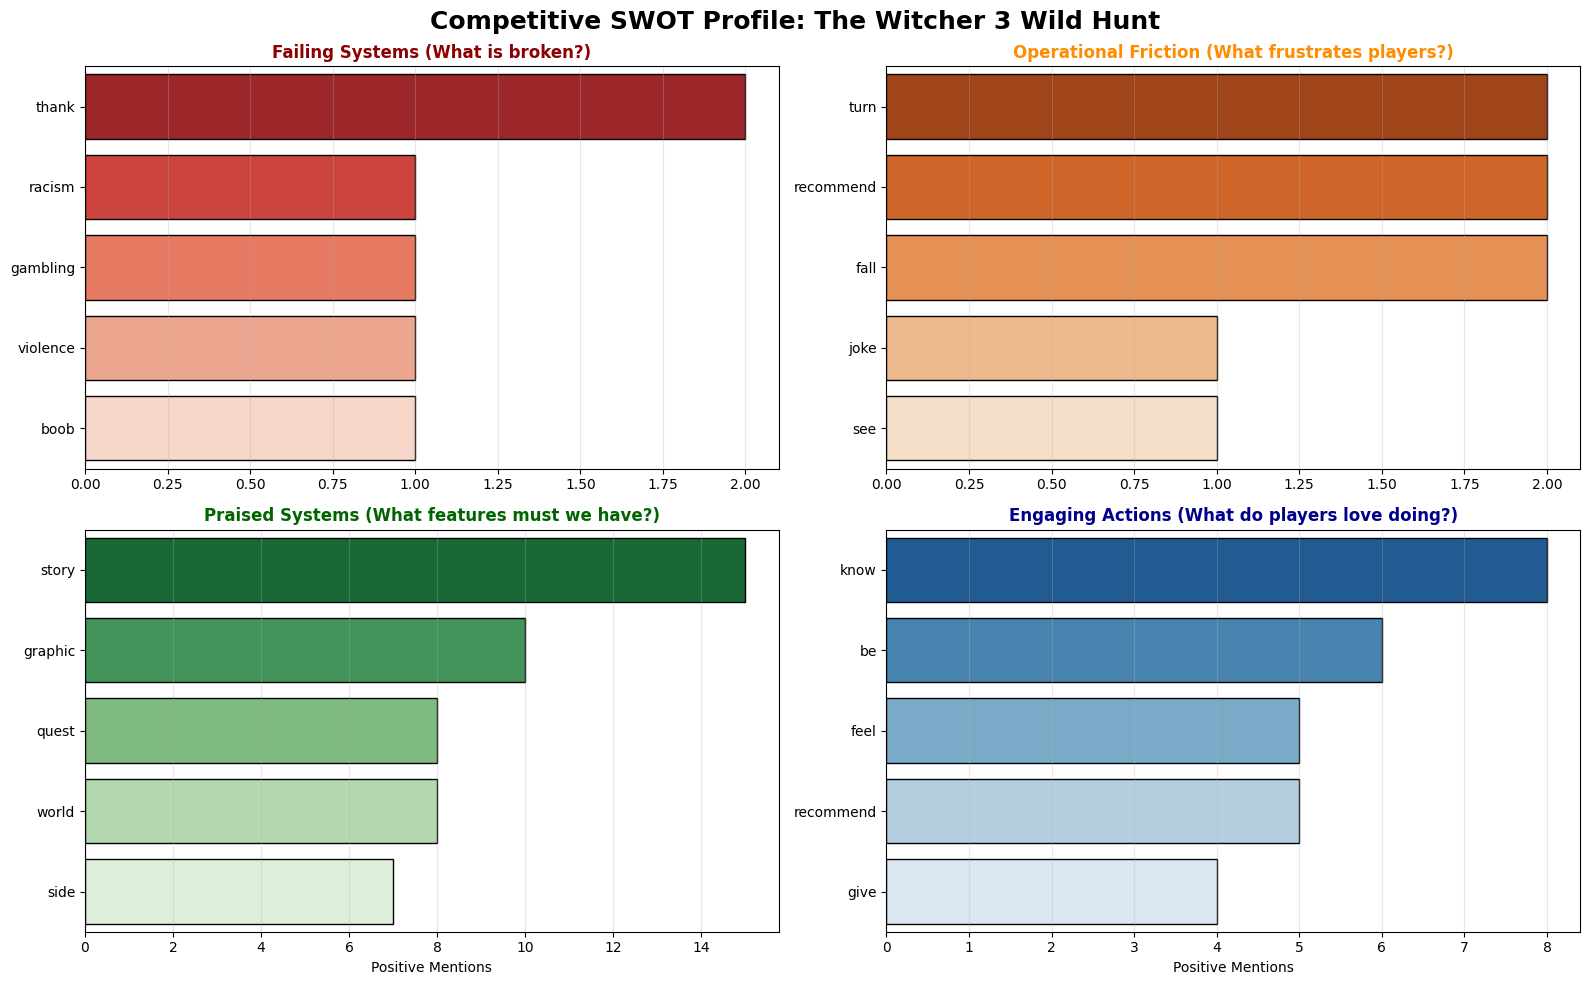 Competitive SWOT Profile: The Witcher 3 Wild Hunt
Failing Systems (What is broken?)
thank
racism
gambling
violence
boob
0.00 0.25 0.50 0.75 1.00 1.25 1.50 1.75 2.00
Operational Friction (What frustrates players?)
turn
recommend
fall
joke
see
0.00 0.25 0.50 0.75 1.00 1.25 1.50 1.75 2.00
Praised Systems (What features must we have?)
story
graphic
quest
world
side
0 2 4 6 8 10 12 14
Positive Mentions
Engaging Actions (What do players love doing?)
know
be
feel
recommend
give
0 1 2 3 4 5 6 7 8
Positive Mentions